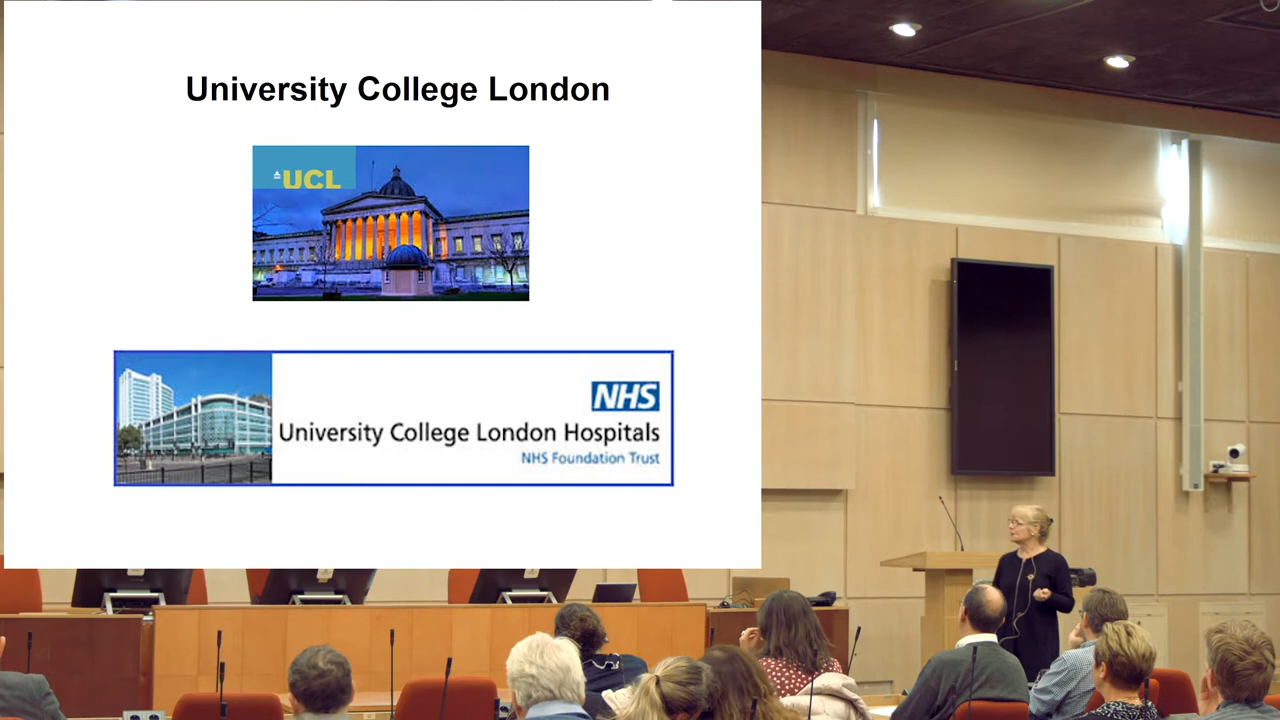 University College London
UCL
NHS
University College London Hospitals
NHS Foundation Trust